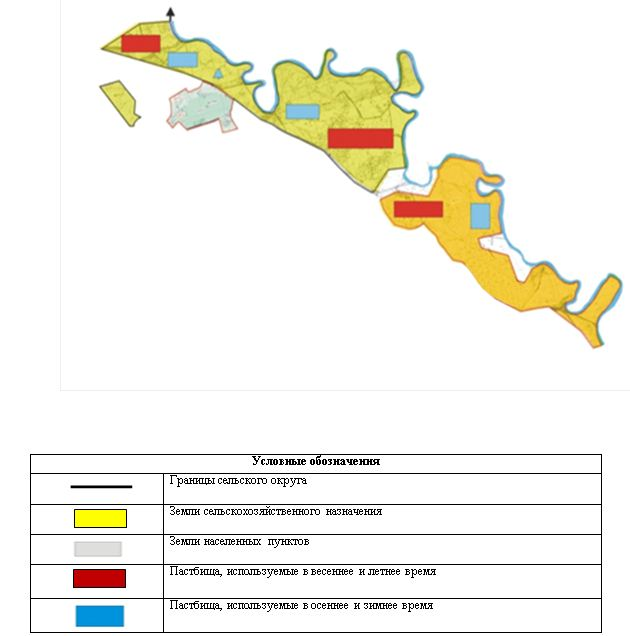 Условные обозначения
Границы сельского округа
Земли сельскохозяйственного назначения
Земли населенных пунктов
Пастбища, используемые в весеннее и летнее время
Пастбища, используемые в осеннее и зимнее время